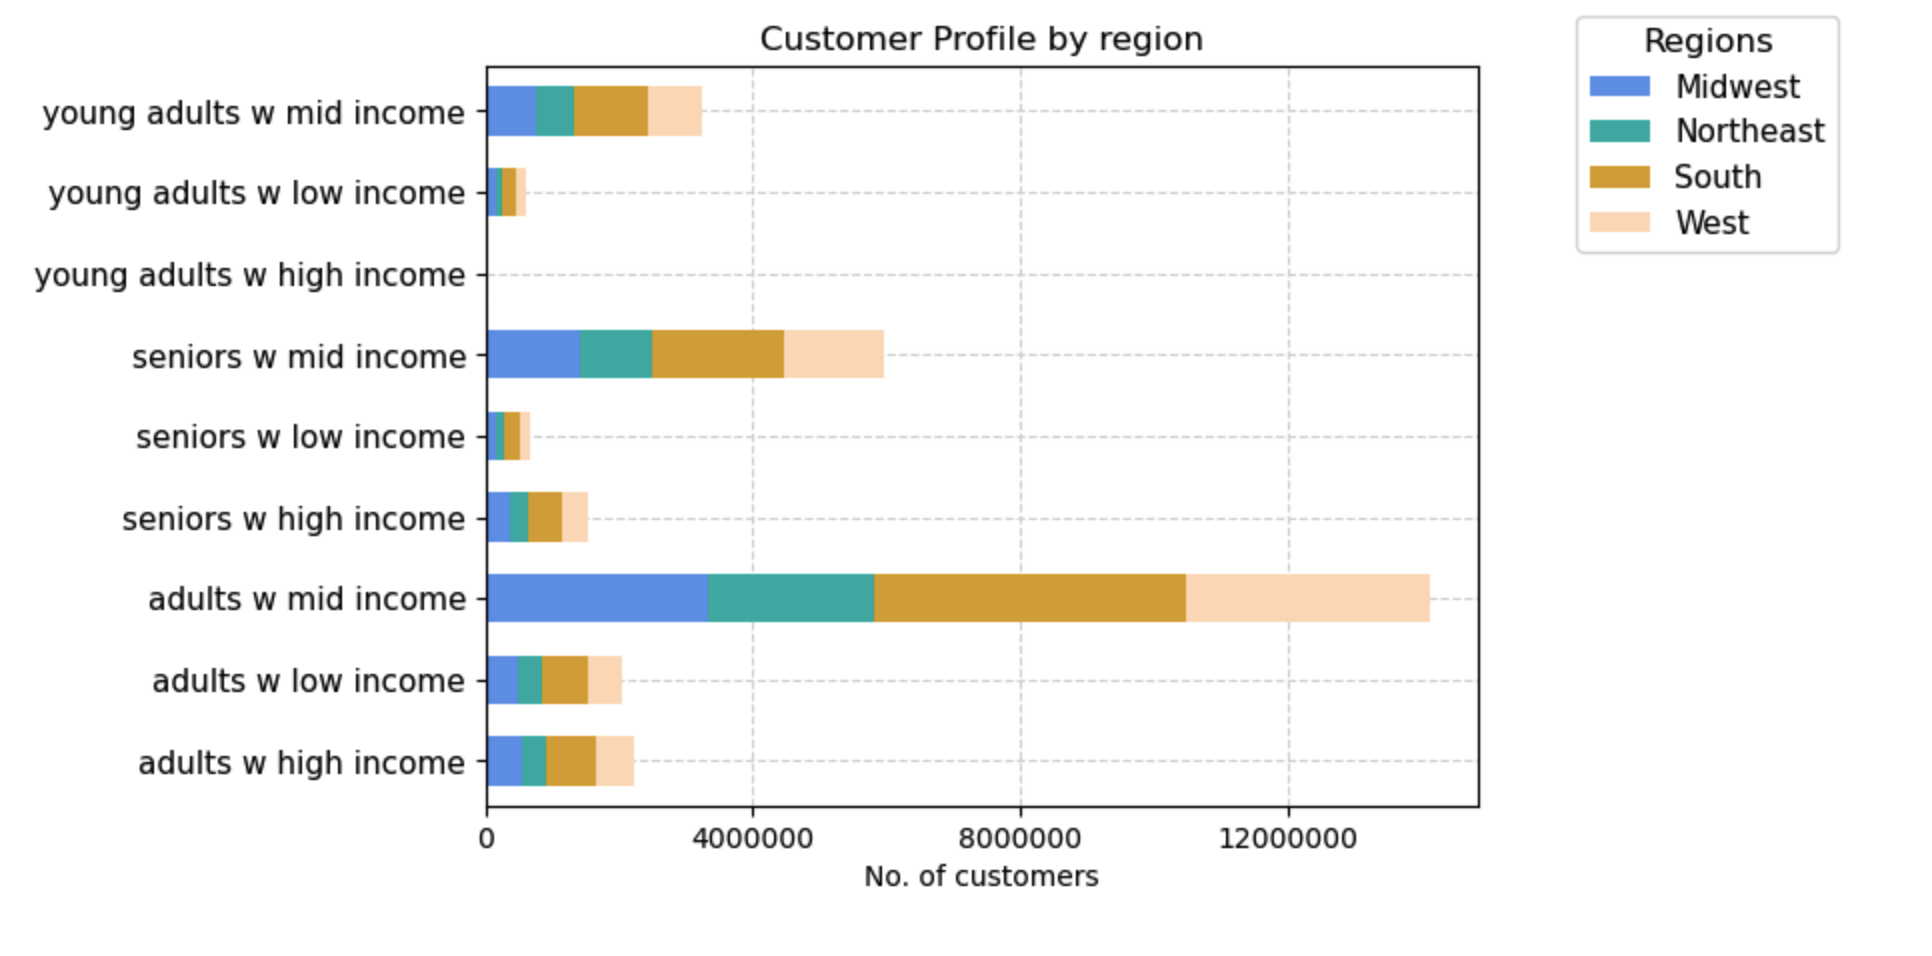 Customer Profile by region
young adults w mid income
young adults w low income
young adults w high income
seniors w mid income
seniors w low income
seniors w high income
adults w mid income
adults w low income
adults w high income
0 4000000 8000000 12000000
No. of customers
Regions
Midwest
Northeast
South
West